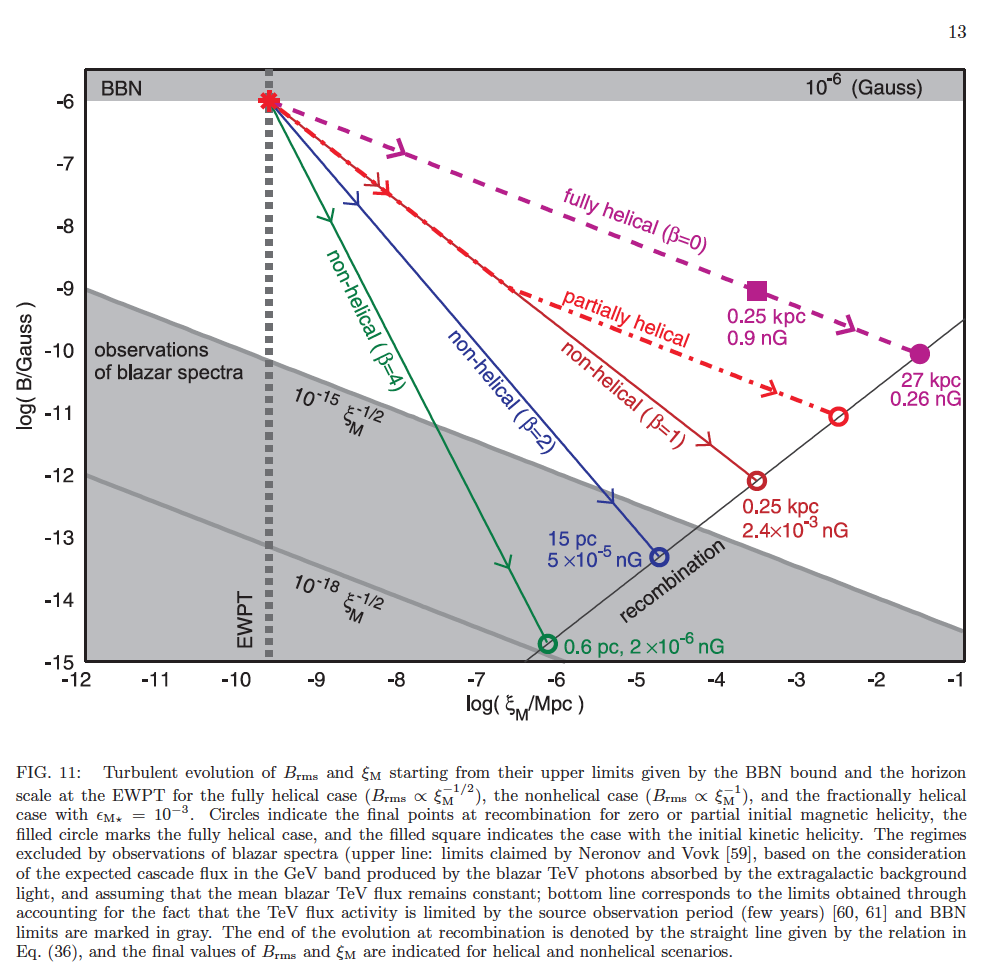 13
BBN
10^-6 (Gauss)
-6
-7
-8
-9
-10
-11
-12
-13
-14
-15
log( B/Gauss)
fully helical (β=0)
0.25 kpc
0.9 nG
partially helical
non-helical (β=1)
non-helical (β=2)
non-helical (β=4)
27 kpc
0.26 nG
observations
of blazar spectra
10^-15 ξ_M^-1/2
0.25 kpc
2.4×10^-3 nG
15 pc
5 ×10^-5 nG
recombination
10^-18 ξ_M^-1/2
EWPT
0.6 pc, 2 ×10^-6 nG
-12 -11 -10 -9 -8 -7 -6 -5 -4 -3 -2 -1
log( ξ_M/Mpc )
FIG. 11: Turbulent evolution of B_rms and ξ_M starting from their upper limits given by the BBN bound and the horizon
scale at the EWPT for the fully helical case (B_rms ∝ ξ_M^-1/2), the nonhelical case (B_rms ∝ ξ_M^-1), and the fractionally helical
case with ϵ_M⋆ = 10^-3. Circles indicate the final points at recombination for zero or partial initial magnetic helicity, the
filled circle marks the fully helical case, and the filled square indicates the case with the initial kinetic helicity. The regimes
excluded by observations of blazar spectra (upper line: limits claimed by Neronov and Vovk [59], based on the consideration
of the expected cascade flux in the GeV band produced by the blazar TeV photons absorbed by the extragalactic background
light, and assuming that the mean blazar TeV flux remains constant; bottom line corresponds to the limits obtained through
accounting for the fact that the TeV flux activity is limited by the source observation period (few years) [60, 61] and BBN
limits are marked in gray. The end of the evolution at recombination is denoted by the straight line given by the relation in
Eq. (36), and the final values of B_rms and ξ_M are indicated for helical and nonhelical scenarios.